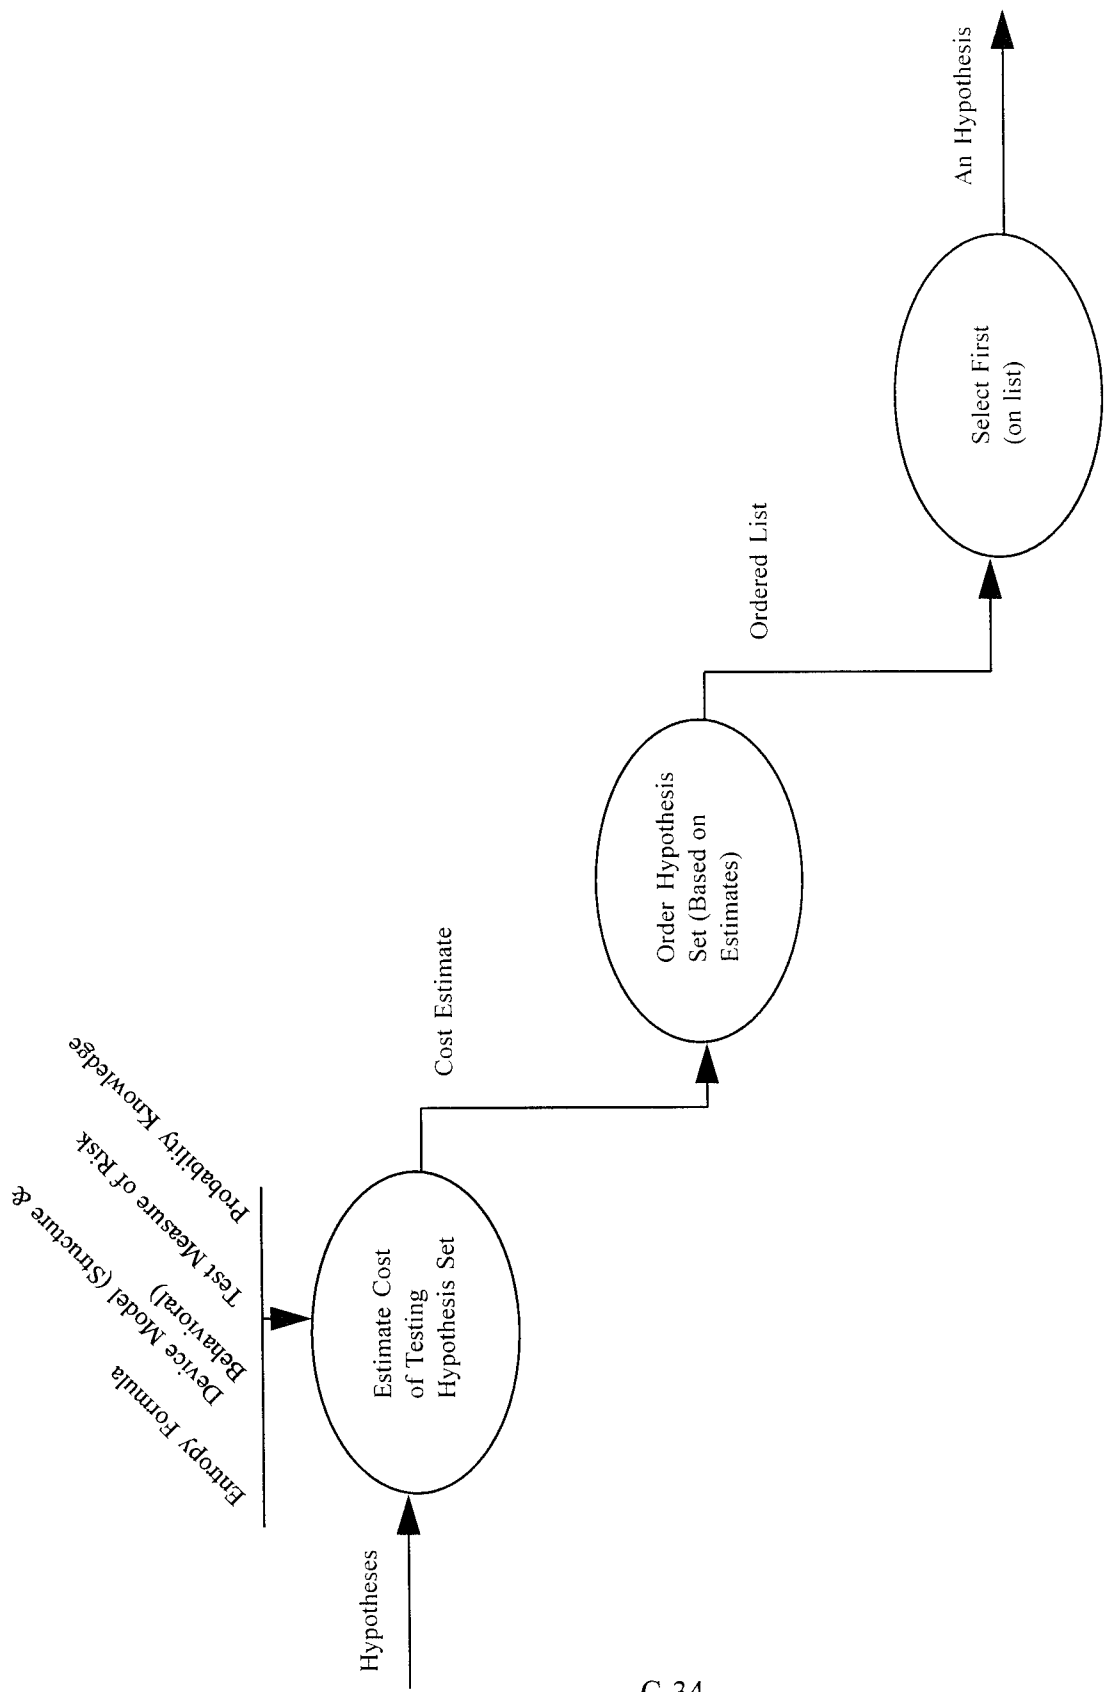 Hypotheses
Entropy Formula
Device Model (Structure &
Behavioral)
Test Measure of Risk
Probability Knowledge
Estimate Cost
of Testing
Hypothesis Set
Cost Estimate
Order Hypothesis
Set (Based on
Estimates)
Ordered List
Select First
(on list)
An Hypothesis
C-34